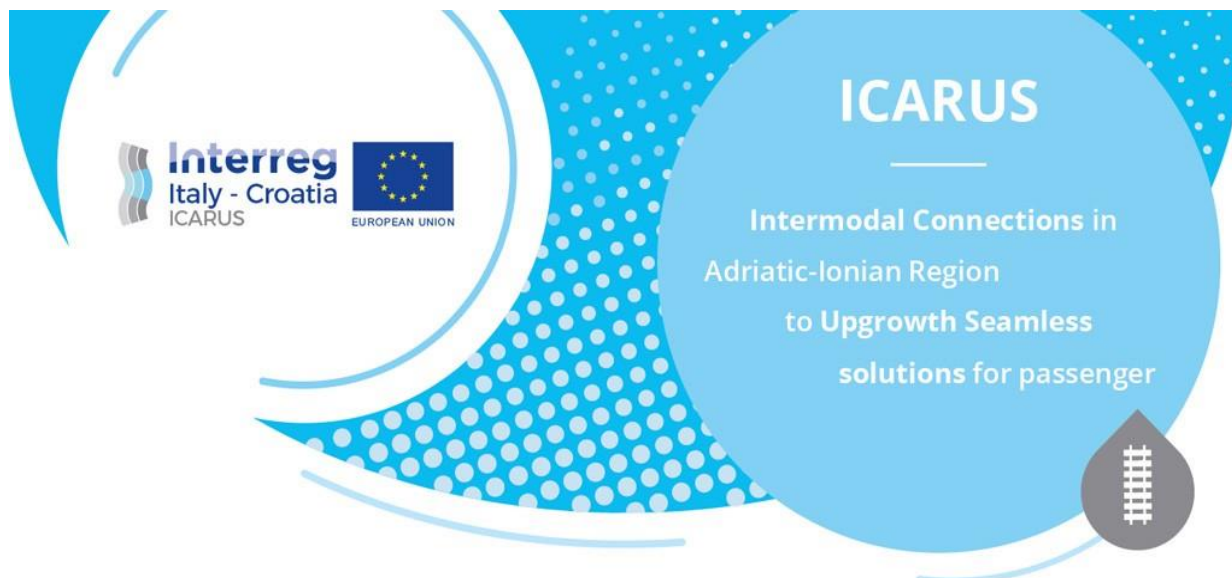 Interreg
Italy - Croatia
ICARUS
EUROPEAN UNION
ICARUS
Intermodal Connections in
Adriatic-Ionian Region
to Upgrowth Seamless
solutions for passenger